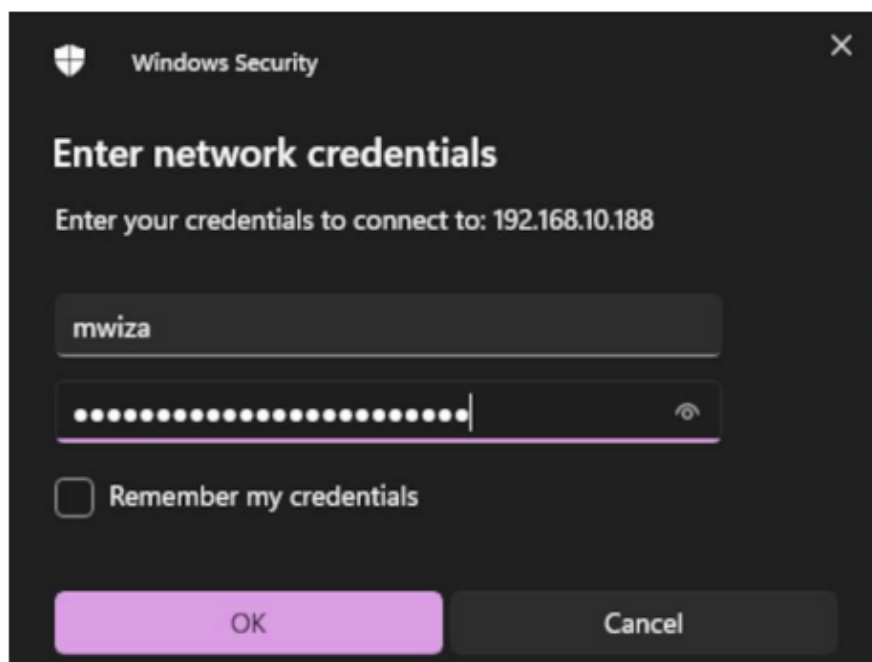 Windows Security
Enter network credentials
Enter your credentials to connect to: 192.168.10.188
mwiza
●●●●●●●●●●●●●●●●●●●●●●●●
Remember my credentials
OK Cancel